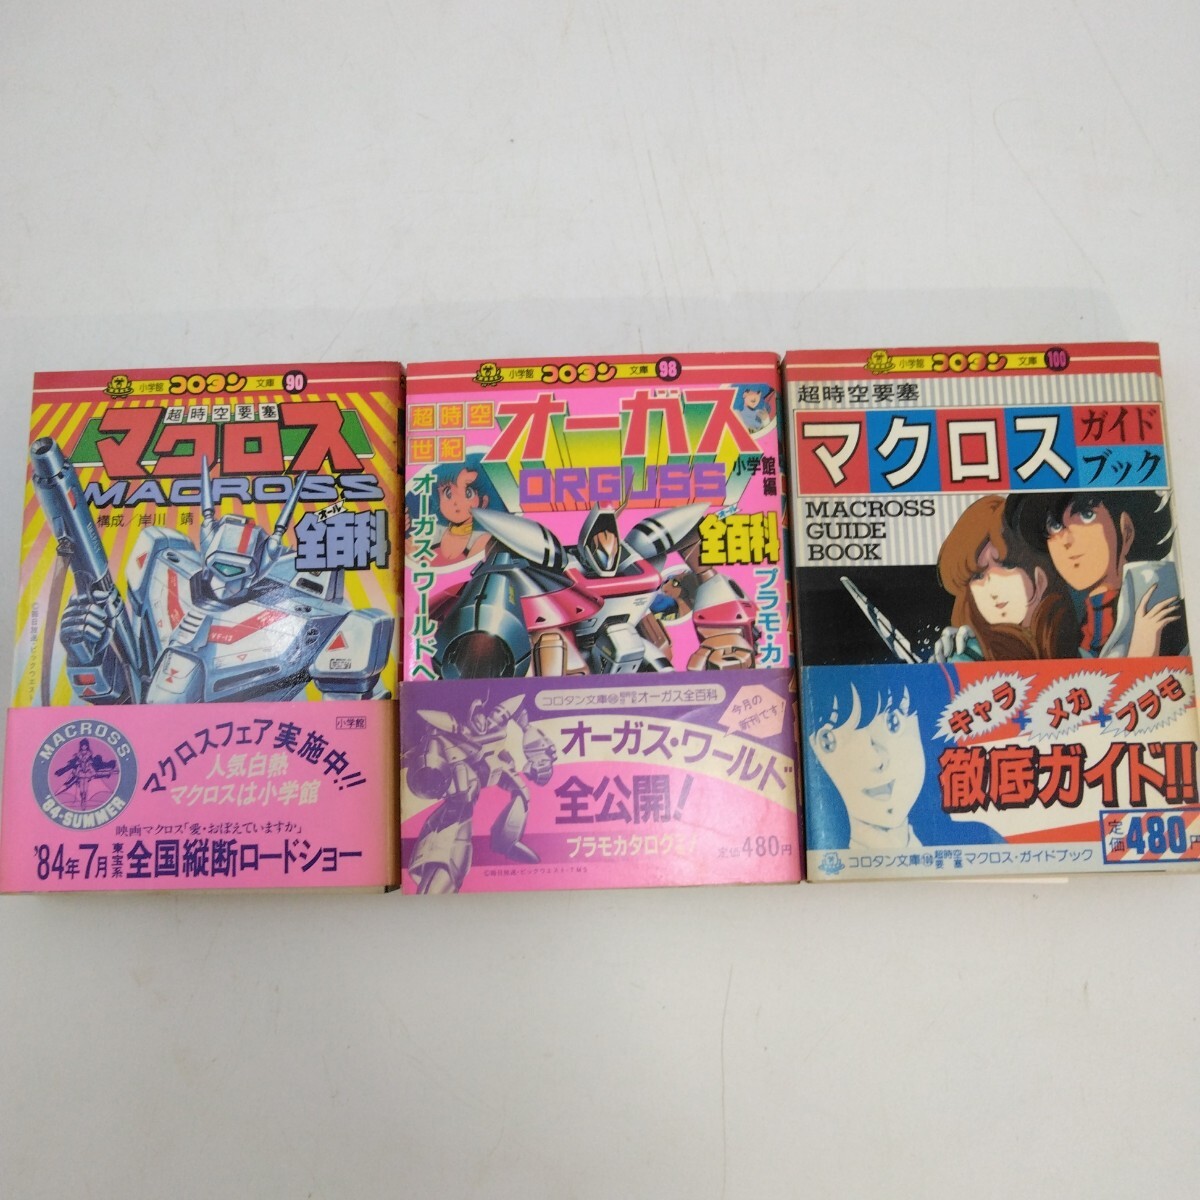 小学館 コロタン 文庫 90
超時空要塞
マクロス
MACROSS
構成／岸川 靖
オール
全百科
VF-1S
小学館
MACROSS
'84・SUMMER
マクロスフェア実施中!!
人気白熱
マクロスは小学館
映画マクロス「愛・おぼえていますか」
'84年7月 東宝系 全国縦断ロードショー
小学館 コロタン 文庫 98
超時空
世紀
オーガス
ORGUSS
小学館編
オール
全百科
オーガス・ワールドへ
プラモ・カ
コロタン文庫98 超時空世紀 オーガス全百科
今月の
新刊です!
オーガス・ワールド
全公開!
プラモカタログ
定価480円
小学館 コロタン 文庫 100
超時空要塞
マクロス ガイド
ブック
MACROSS
GUIDE
BOOK
キャラ+メカ+プラモ
徹底ガイド!!
定価480円
コロタン文庫100 超時空要塞 マクロス・ガイドブック